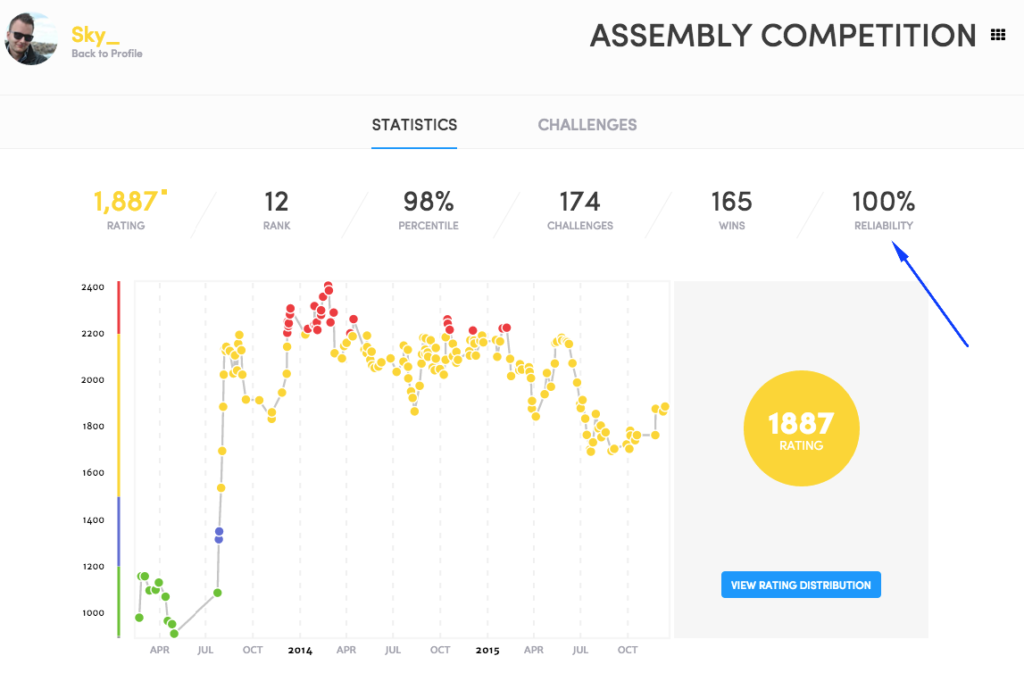 Sky_
Back to Profile
ASSEMBLY COMPETITION
STATISTICS CHALLENGES
1,887 12 98% 174 165 100%
RATING RANK PERCENTILE CHALLENGES WINS RELIABILITY
2400
2200
2000
1800
1600
1400
1200
1000
1887
RATING
VIEW RATING DISTRIBUTION
APR JUL OCT 2014 APR JUL OCT 2015 APR JUL OCT